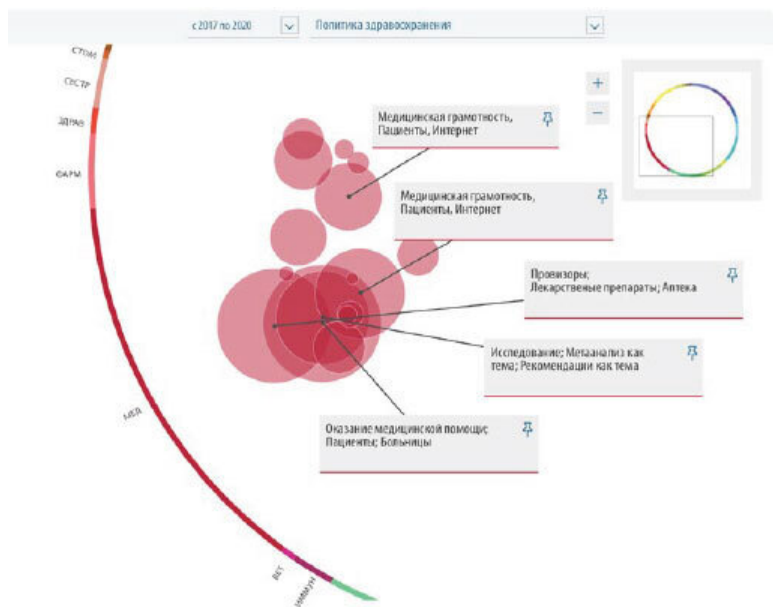 с 2017 по 2020
Политика здравоохранения
СТОМ
СЕСТР
ЗДРАВ
ФАРМ
МЕД
ВЕТ
ИММУН
+
−
Медицинская грамотность,
Пациенты, Интернет
Медицинская грамотность,
Пациенты, Интернет
Провизоры;
Лекарственые препараты; Аптека
Исследование; Метаанализ как
тема; Рекомендации как тема
Оказание медицинской помощи;
Пациенты; Больницы